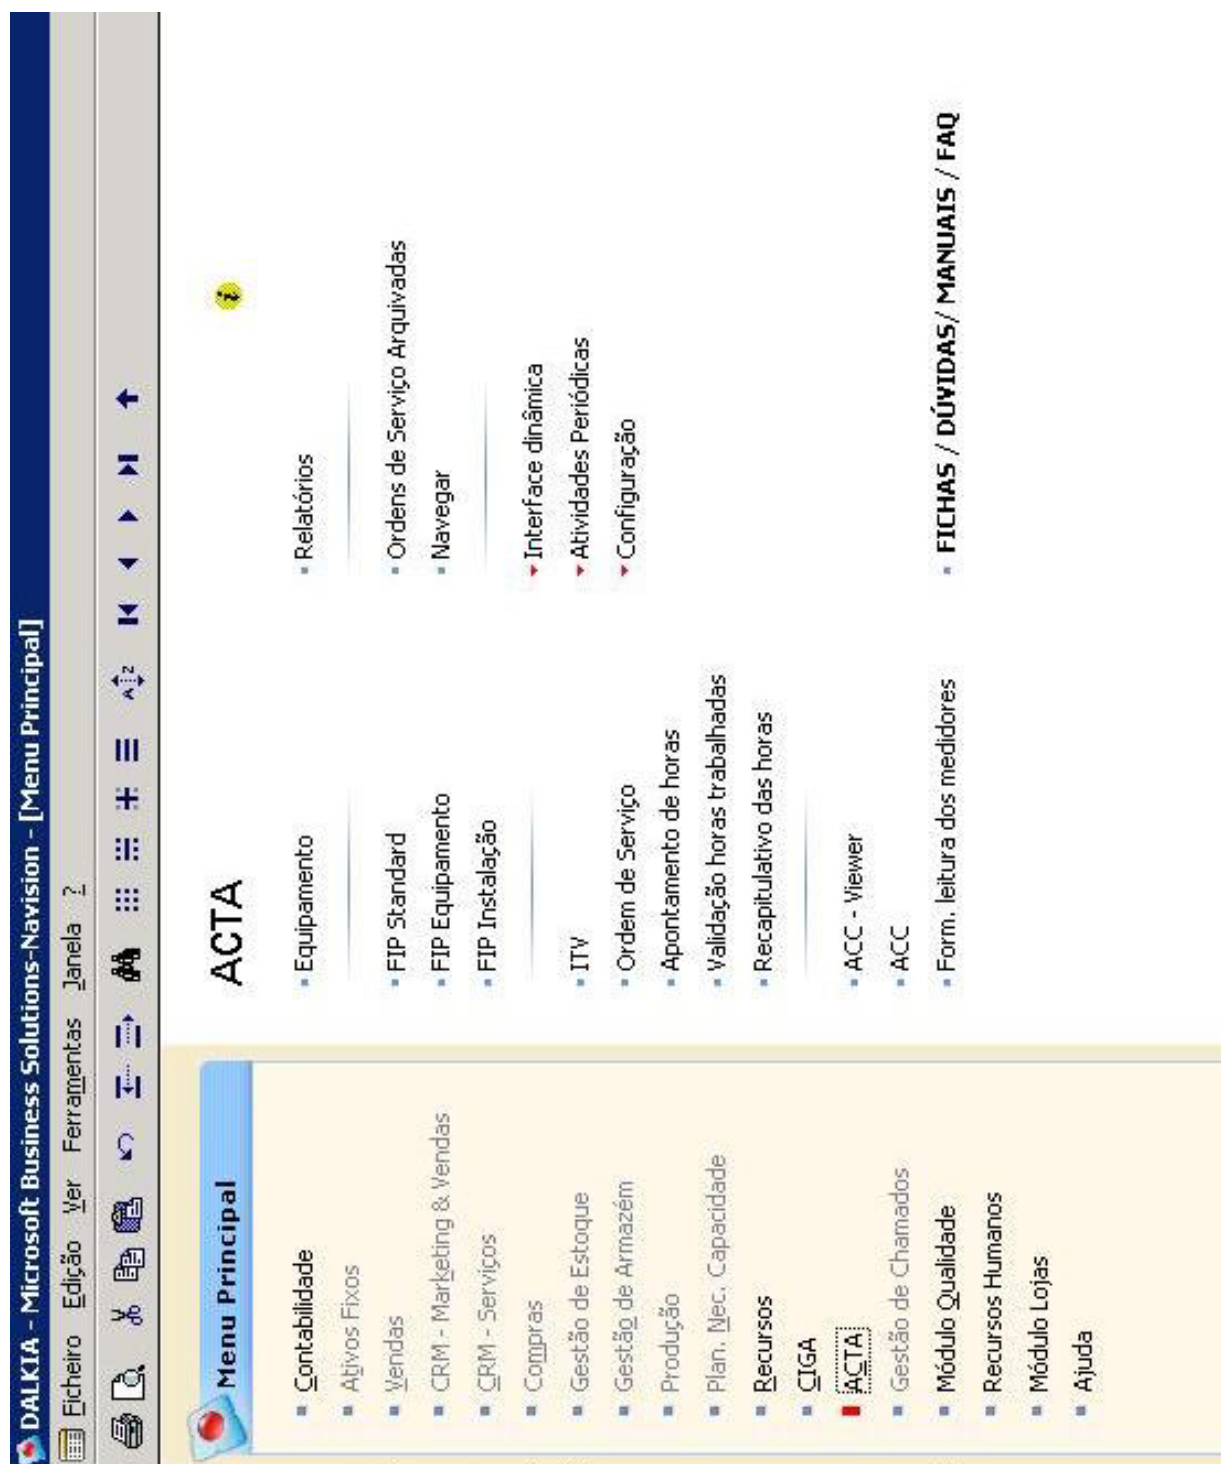 DALKIA - Microsoft Business Solutions-Navision - [Menu Principal]
Ficheiro Edição Ver Ferramentas Janela ?
Menu Principal
Contabilidade
Ativos Fixos
Vendas
CRM - Marketing & Vendas
CRM - Serviços
Compras
Gestão de Estoque
Gestão de Armazém
Produção
Plan. Nec. Capacidade
Recursos
CIGA
ACTA
Gestão de Chamados
Módulo Qualidade
Recursos Humanos
Módulo Lojas
Ajuda
ACTA
Equipamento
FIP Standard
FIP Equipamento
FIP Instalação
ITV
Ordem de Serviço
Apontamento de horas
Validação horas trabalhadas
Recapitulativo das horas
ACC - Viewer
ACC
Form. leitura dos medidores
Relatórios
Ordens de Serviço Arquivadas
Navegar
Interface dinâmica
Atividades Periódicas
Configuração
FICHAS / DÚVIDAS/ MANUAIS / FAQ